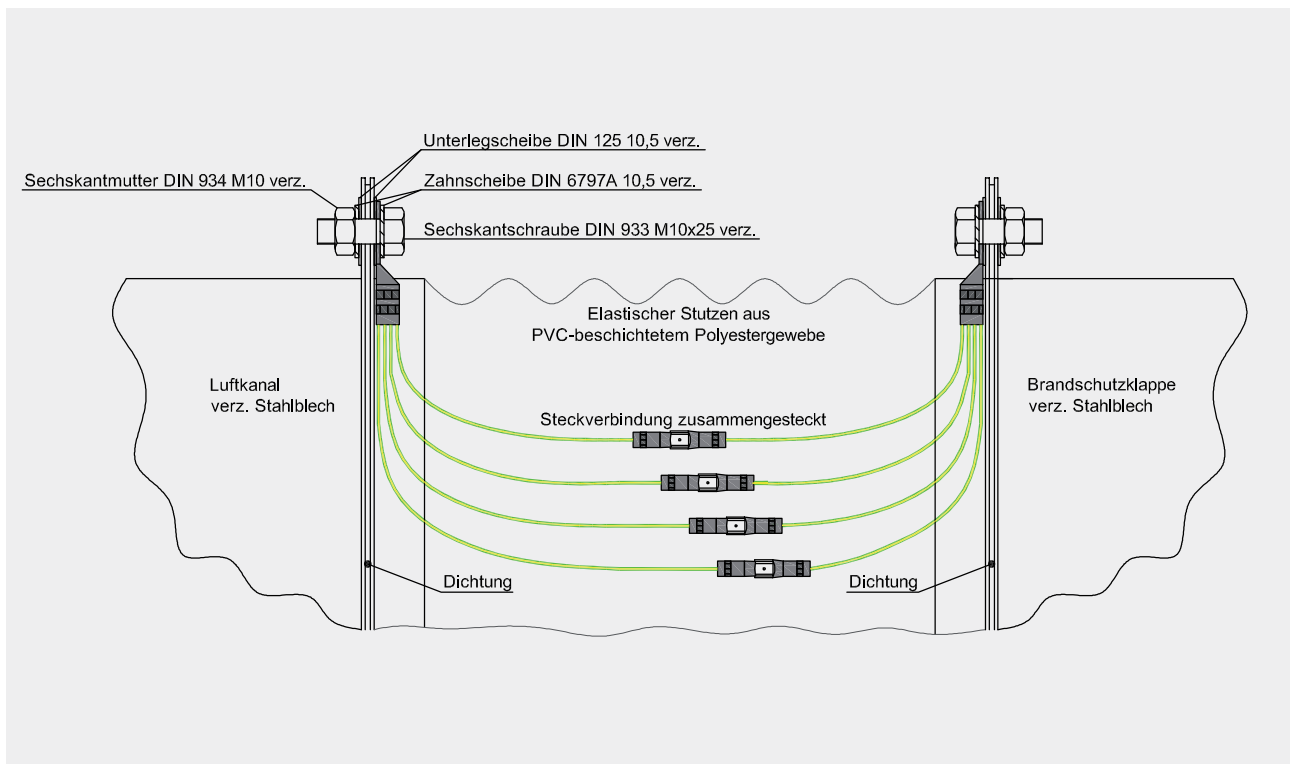 Unterlegscheibe DIN 125 10,5 verz.
Sechskantmutter DIN 934 M10 verz.
Zahnscheibe DIN 6797A 10,5 verz.
Sechskantschraube DIN 933 M10x25 verz.
Elastischer Stutzen aus
PVC-beschichtetem Polyestergewebe
Luftkanal
verz. Stahlblech
Brandschutzklappe
verz. Stahlblech
Steckverbindung zusammengesteckt
Dichtung
Dichtung